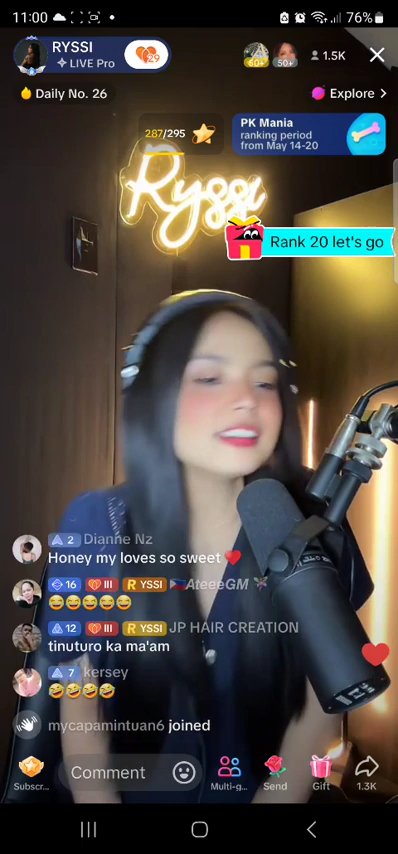 11:00
76%
RYSSI
LIVE Pro
29
60+
50+
1.5K
Daily No. 26
Explore >
287/295
PK Mania
ranking period
from May 14-20
Ryssi
Rank 20 let's go
2 Dianne Nz
Honey my loves so sweet❤️
16 III R YSSI 🇵🇭AteeeGM
😂😂😂😂😂
12 III R YSSI JP HAIR CREATION
tinuturo ka ma'am
7 kersey
🤣🤣🤣🤣
mycapamintuan6 joined
Comment
Subscr...
Multi-g...
Send
Gift
1.3K